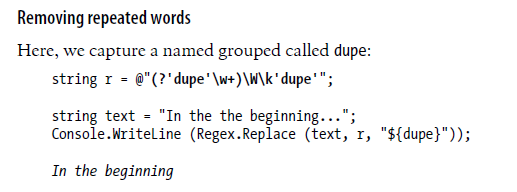 Removing repeated words
Here, we capture a named grouped called dupe:
string r = @"(?'dupe'\w+)\W\k'dupe'";
string text = "In the the beginning...";
Console.WriteLine (Regex.Replace (text, r, "${dupe}"));
In the beginning